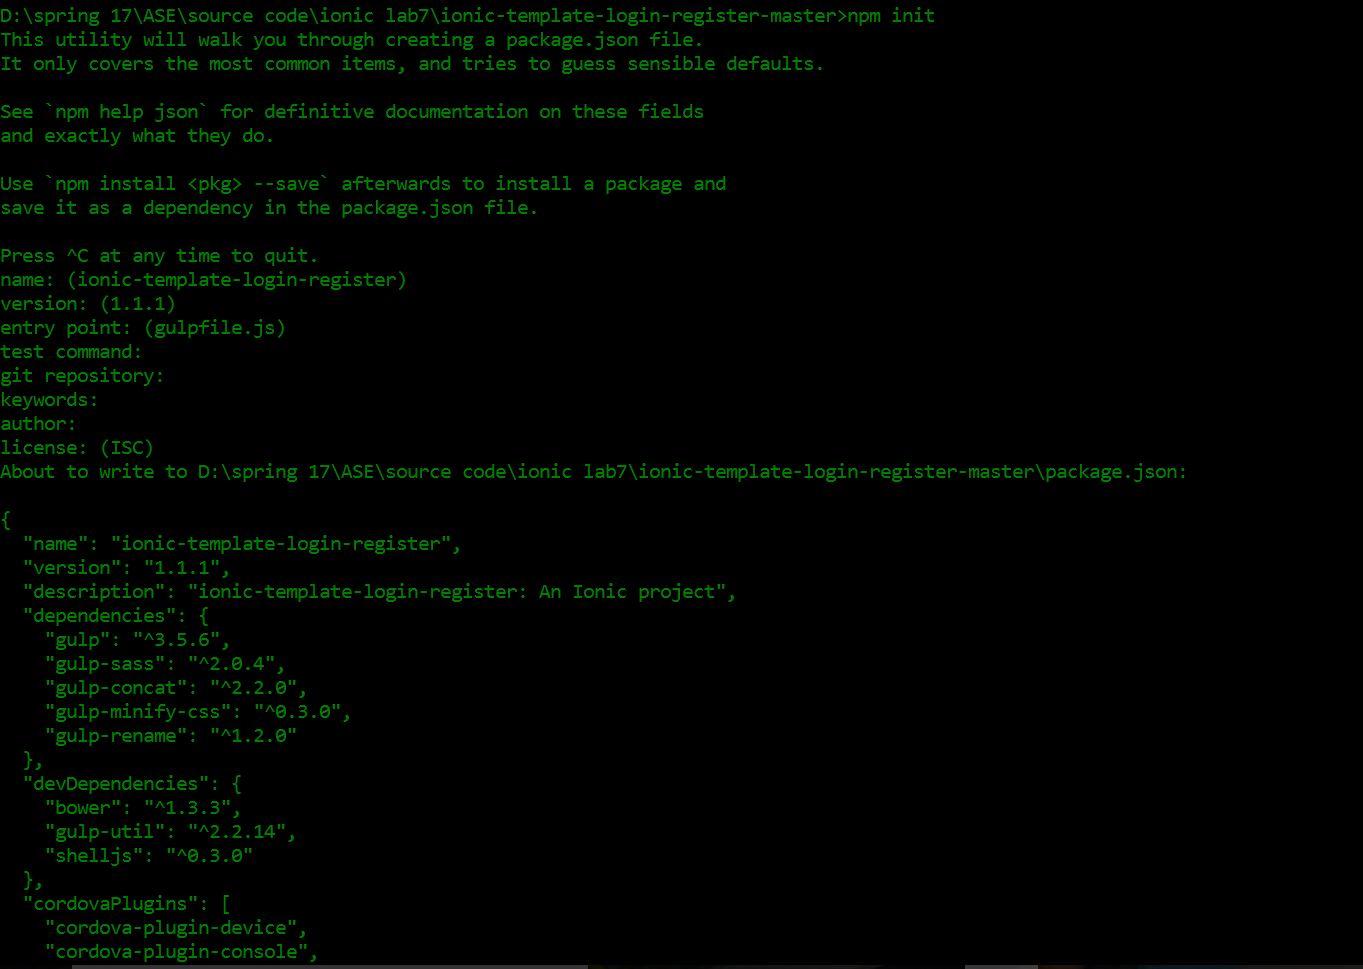 D:\spring 17\ASE\source code\ionic lab7\ionic-template-login-register-master>npm init
This utility will walk you through creating a package.json file.
It only covers the most common items, and tries to guess sensible defaults.
See `npm help json` for definitive documentation on these fields
and exactly what they do.
Use `npm install <pkg> --save` afterwards to install a package and
save it as a dependency in the package.json file.
Press ^C at any time to quit.
name: (ionic-template-login-register)
version: (1.1.1)
entry point: (gulpfile.js)
test command:
git repository:
keywords:
author:
license: (ISC)
About to write to D:\spring 17\ASE\source code\ionic lab7\ionic-template-login-register-master\package.json:
{
  "name": "ionic-template-login-register",
  "version": "1.1.1",
  "description": "ionic-template-login-register: An Ionic project",
  "dependencies": {
    "gulp": "^3.5.6",
    "gulp-sass": "^2.0.4",
    "gulp-concat": "^2.2.0",
    "gulp-minify-css": "^0.3.0",
    "gulp-rename": "^1.2.0"
  },
  "devDependencies": {
    "bower": "^1.3.3",
    "gulp-util": "^2.2.14",
    "shelljs": "^0.3.0"
  },
  "cordovaPlugins": [
    "cordova-plugin-device",
    "cordova-plugin-console",